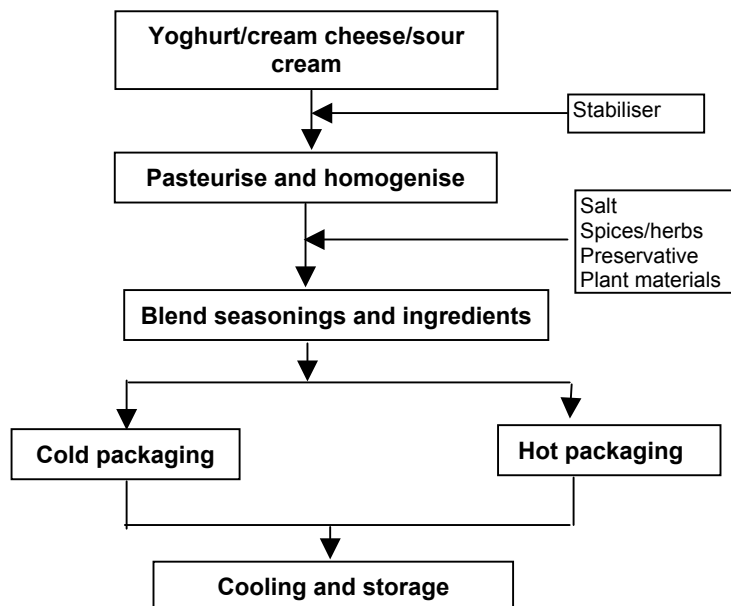 Yoghurt/cream cheese/sour
cream
Stabiliser
Pasteurise and homogenise
Salt
Spices/herbs
Preservative
Plant materials
Blend seasonings and ingredients
Cold packaging
Hot packaging
Cooling and storage